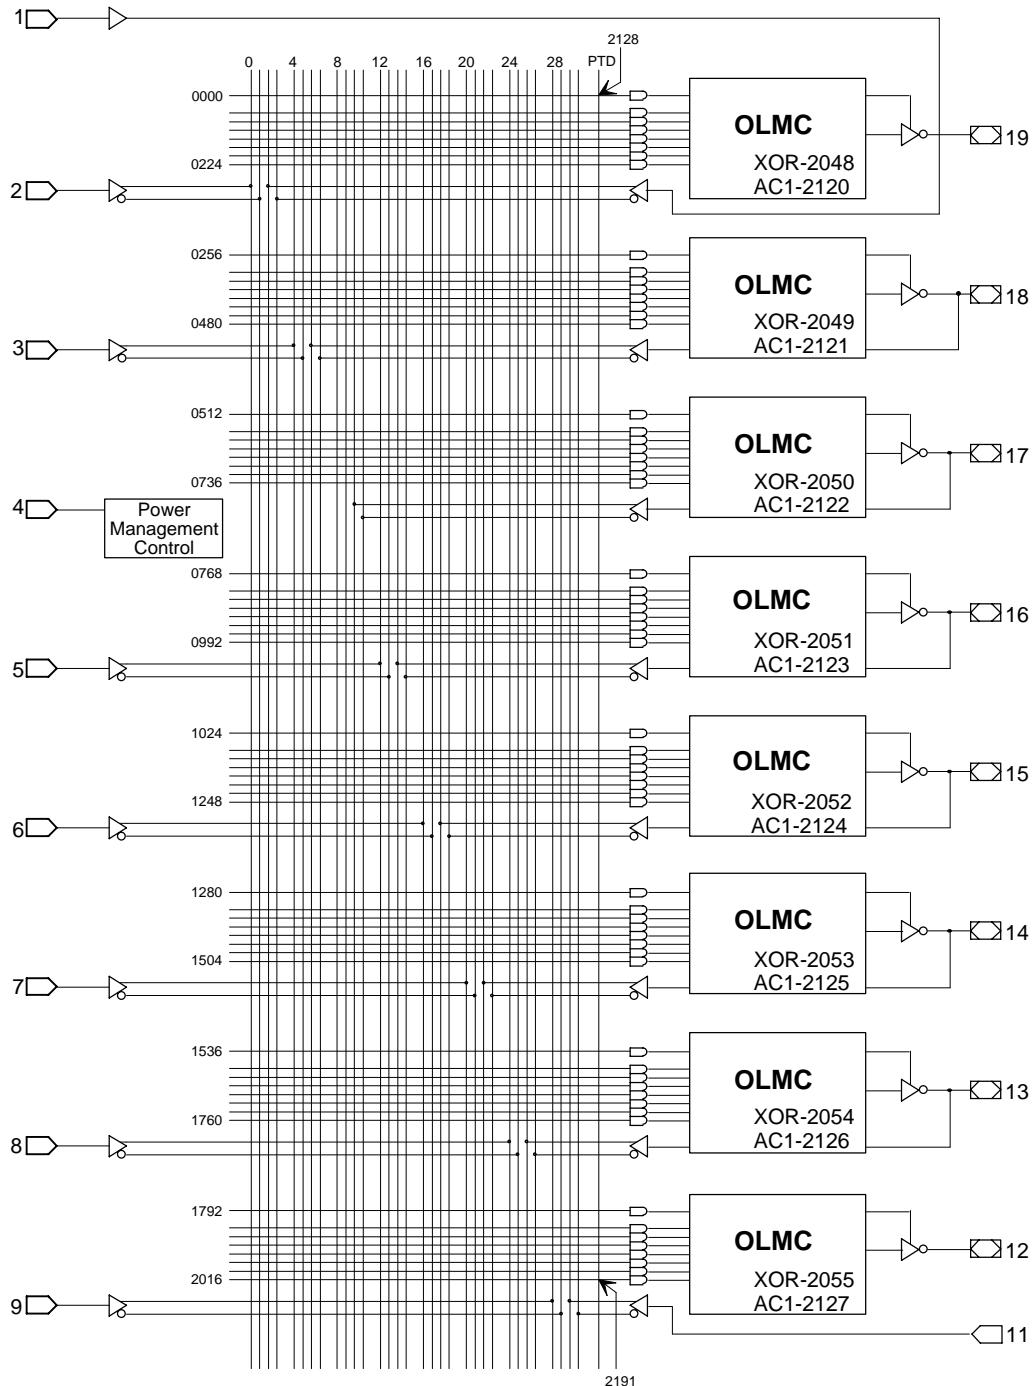 1
2128
0 4 8 12 16 20 24 28 PTD
0000
OLMC
19
XOR-2048
0224
AC1-2120
2
0256
OLMC
18
XOR-2049
0480
AC1-2121
3
0512
OLMC
17
XOR-2050
0736
AC1-2122
4
Power
Management
Control
0768
OLMC
16
XOR-2051
0992
AC1-2123
5
1024
OLMC
15
XOR-2052
1248
AC1-2124
6
1280
OLMC
14
XOR-2053
1504
AC1-2125
7
1536
OLMC
13
XOR-2054
1760
AC1-2126
8
1792
OLMC
12
XOR-2055
2016
AC1-2127
9
11
2191